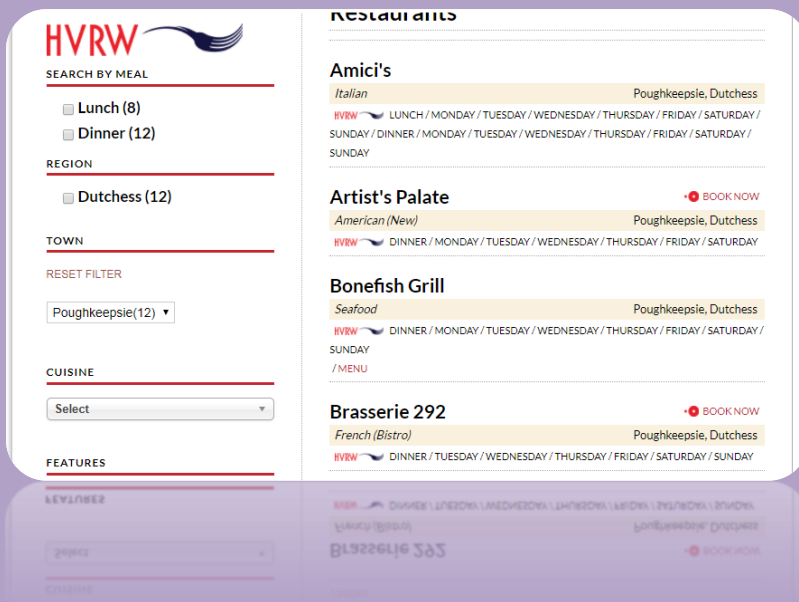 HVRW
SEARCH BY MEAL
Lunch (8)
Dinner (12)
REGION
Dutchess (12)
TOWN
RESET FILTER
Poughkeepsie(12)
CUISINE
Select
FEATURES
Restaurants
Amici's
Italian Poughkeepsie, Dutchess
HVRW LUNCH / MONDAY / TUESDAY / WEDNESDAY / THURSDAY / FRIDAY / SATURDAY /
SUNDAY / DINNER / MONDAY / TUESDAY / WEDNESDAY / THURSDAY / FRIDAY / SATURDAY /
SUNDAY
Artist's Palate BOOK NOW
American (New) Poughkeepsie, Dutchess
HVRW DINNER / MONDAY / TUESDAY / WEDNESDAY / THURSDAY / FRIDAY / SATURDAY
Bonefish Grill
Seafood Poughkeepsie, Dutchess
HVRW DINNER / MONDAY / TUESDAY / WEDNESDAY / THURSDAY / FRIDAY / SATURDAY /
SUNDAY
/ MENU
Brasserie 292 BOOK NOW
French (Bistro) Poughkeepsie, Dutchess
HVRW DINNER / TUESDAY / WEDNESDAY / THURSDAY / FRIDAY / SATURDAY / SUNDAY